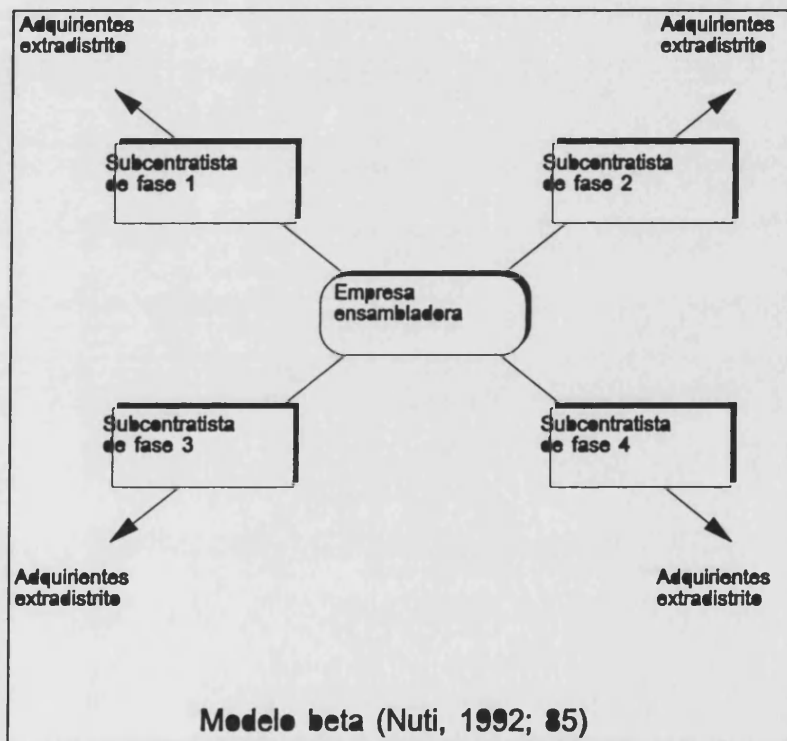 Adquirientes
extradistrito
Adquirientes
extradistrito
Subcontratista
de fase 1
Subcontratista
de fase 2
Empresa
ensambladora
Subcontratista
de fase 3
Subcontratista
de fase 4
Adquirientes
extradistrito
Adquirientes
extradistrito
Modelo beta (Nuti, 1992; 85)